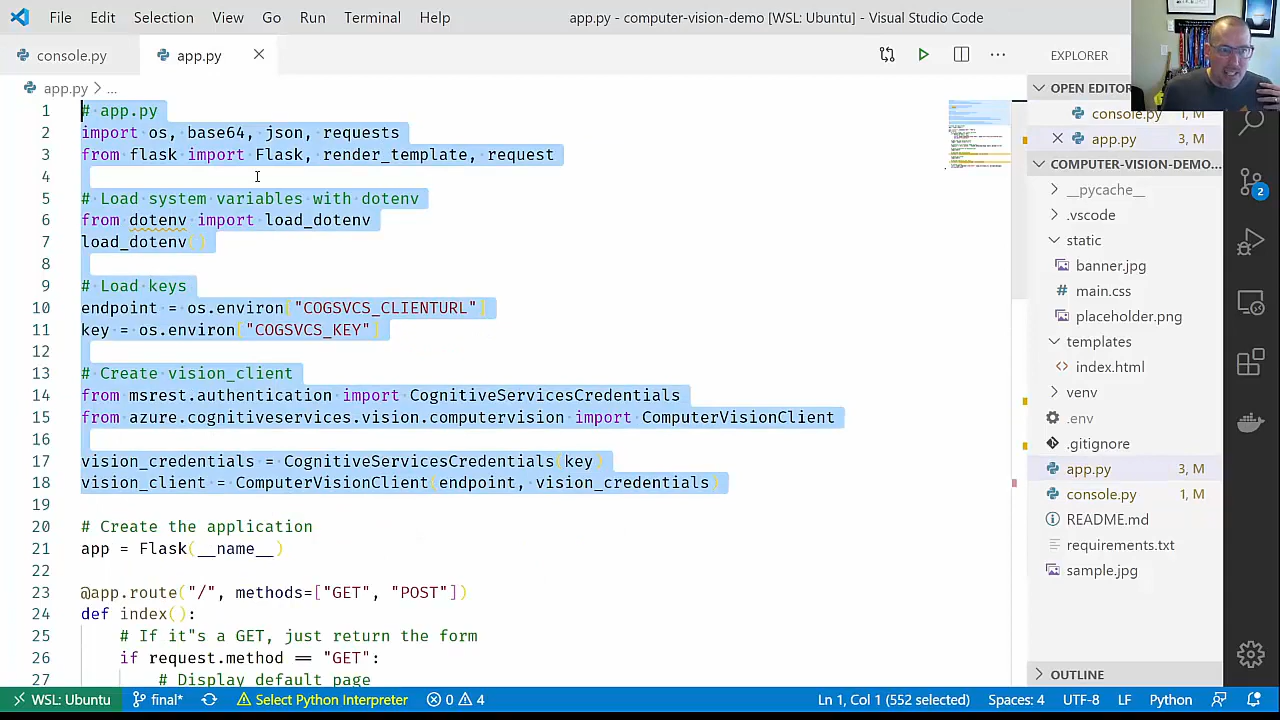 File Edit Selection View Go Run Terminal Help app.py - computer-vision-demo [WSL: Ubuntu] - Visual Studio Code
console.py app.py
EXPLORER
app.py > ...
OPEN EDITOR
console.py 1, M
app.py 3, M
COMPUTER-VISION-DEMO...
__pycache__
.vscode
static
banner.jpg
main.css
placeholder.png
templates
index.html
venv
.env
.gitignore
app.py 3, M
console.py 1, M
README.md
requirements.txt
sample.jpg
OUTLINE
2
1 # app.py
2 import os, base64, json, requests
3 from flask import Flask, render_template, request
4
5 # Load system variables with dotenv
6 from dotenv import load_dotenv
7 load_dotenv()
8
9 # Load keys
10 endpoint = os.environ["COGSVCS_CLIENTURL"]
11 key = os.environ["COGSVCS_KEY"]
12
13 # Create vision_client
14 from msrest.authentication import CognitiveServicesCredentials
15 from azure.cognitiveservices.vision.computervision import ComputerVisionClient
16
17 vision_credentials = CognitiveServicesCredentials(key)
18 vision_client = ComputerVisionClient(endpoint, vision_credentials)
19
20 # Create the application
21 app = Flask(__name__)
22
23 @app.route("/", methods=["GET", "POST"])
24 def index():
25 # If it"s a GET, just return the form
26 if request.method == "GET":
27 # Display default page
WSL: Ubuntu final* Select Python Interpreter 0 4 Ln 1, Col 1 (552 selected) Spaces: 4 UTF-8 LF Python